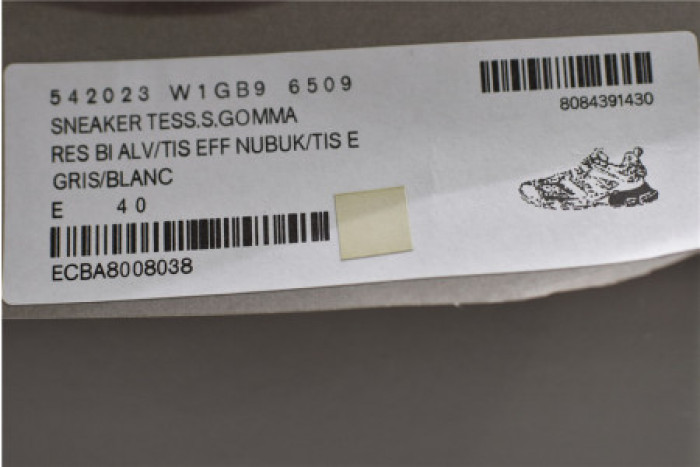 542023 W1GB9 6509
8084391430
SNEAKER TESS.S.GOMMA
RES BI ALV/TIS EFF NUBUK/TIS E
GRIS/BLANC
E 40
ECBA8008038